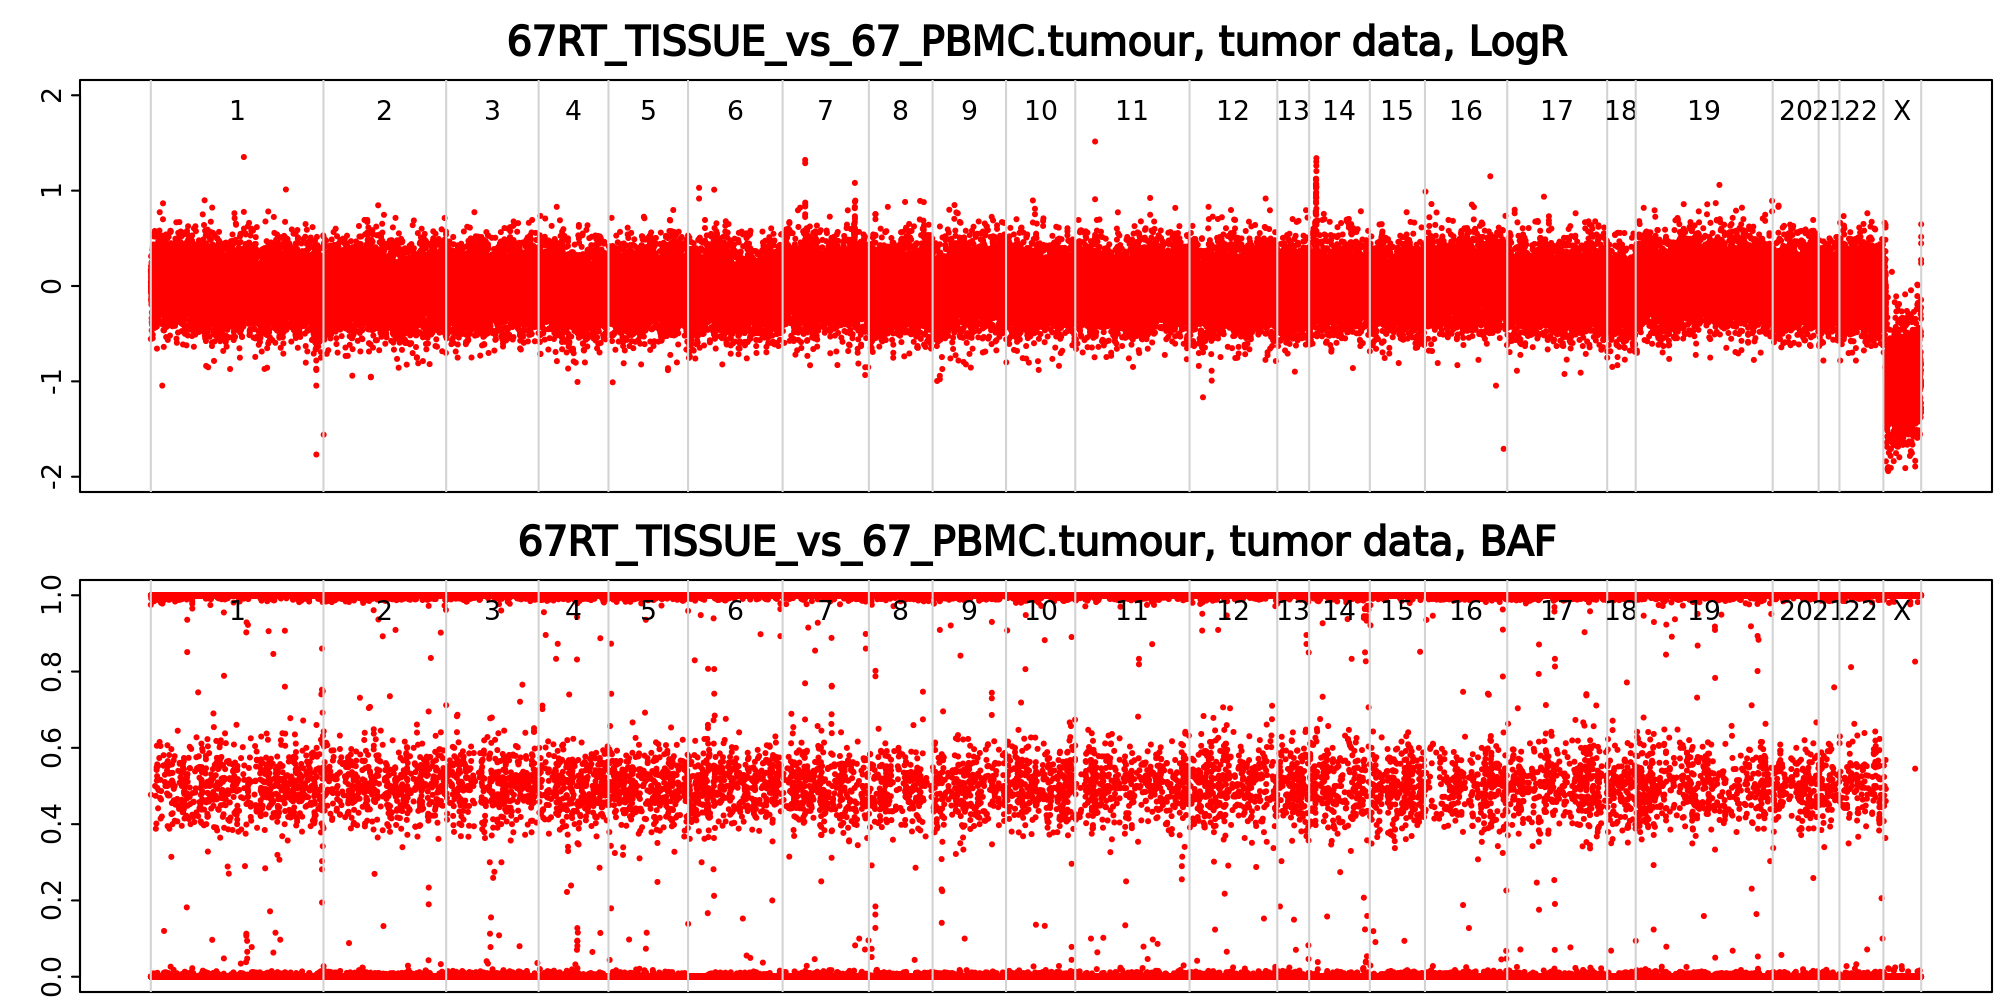 67RT_TISSUE_vs_67_PBMC.tumour, tumor data, LogR
2
1
0
-1
-2
1 2 3 4 5 6 7 8 9 10 11 12 13 14 15 16 17 18 19 20 21 22 X
67RT_TISSUE_vs_67_PBMC.tumour, tumor data, BAF
1.0
0.8
0.6
0.4
0.2
0.0
1 2 3 4 5 6 7 8 9 10 11 12 13 14 15 16 17 18 19 20 21 22 X